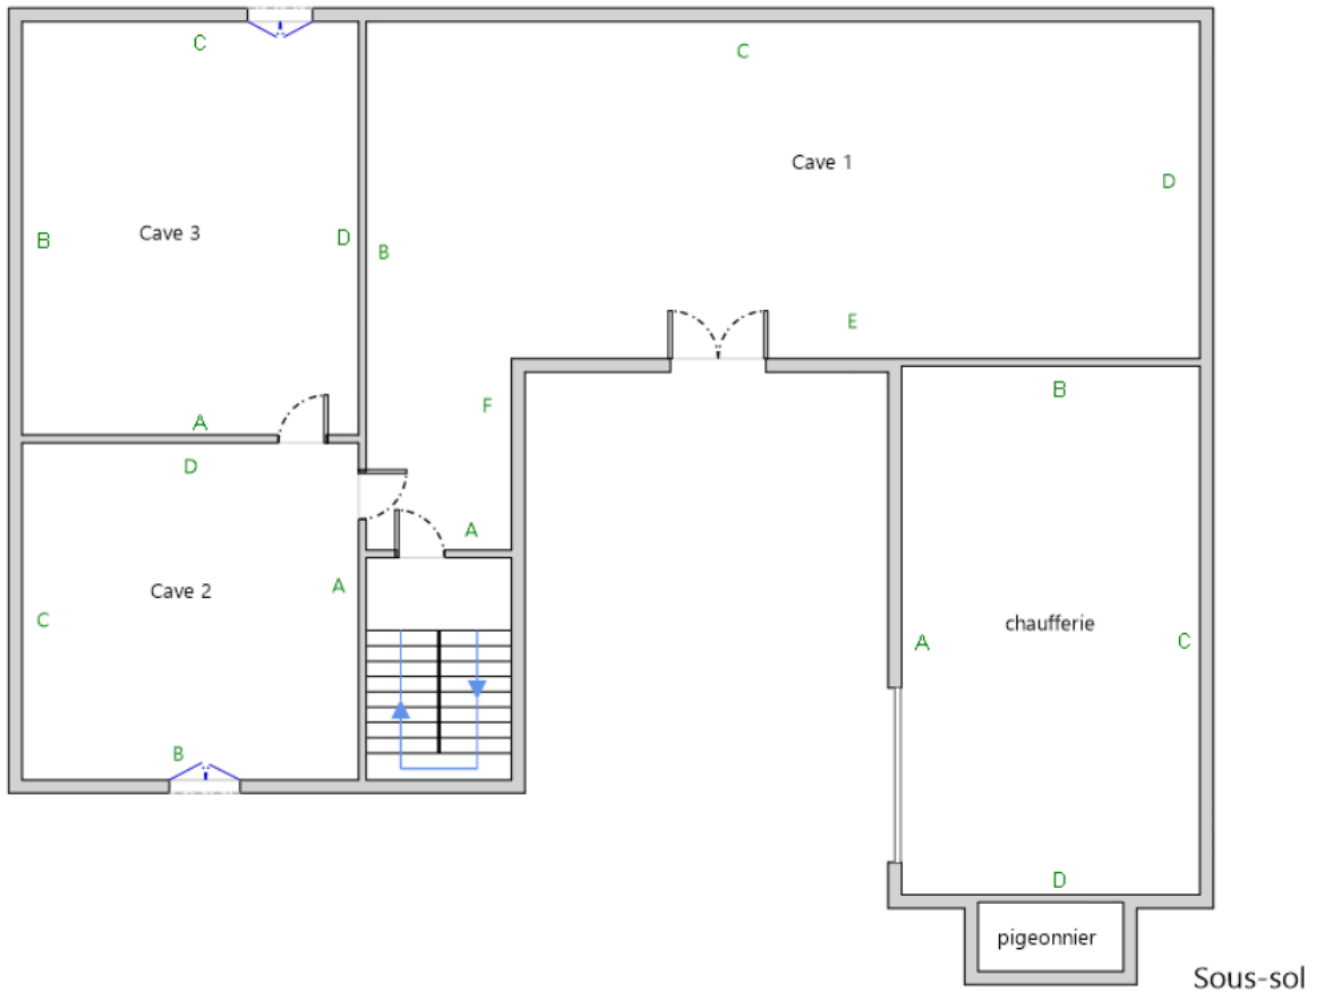 C
C
Cave 1
D
Cave 3
B
D
B
E
B
F
A
D
A
Cave 2
A
C
chaufferie
A
C
B
D
pigeonnier
Sous-sol